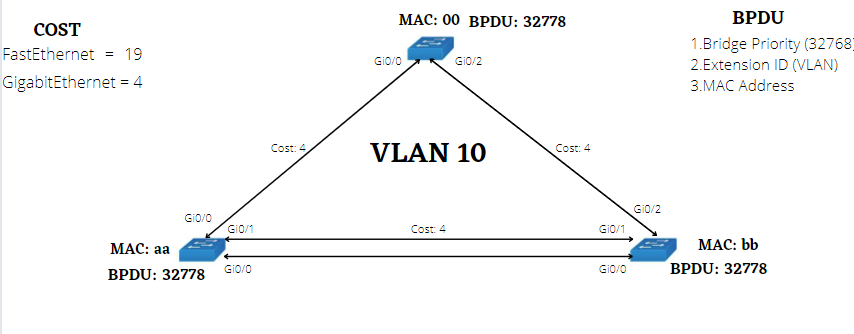 COST
FastEthernet = 19
GigabitEthernet = 4
MAC: 00 BPDU: 32778
BPDU
1.Bridge Priority (32768)
2.Extension ID (VLAN)
3.MAC Address
Gi0/0
Gi0/2
Cost: 4
VLAN 10
Cost: 4
Gi0/0
Gi0/2
Gi0/1
Cost: 4
Gi0/1
MAC: aa
MAC: bb
BPDU: 32778
Gi0/0
Gi0/0
BPDU: 32778